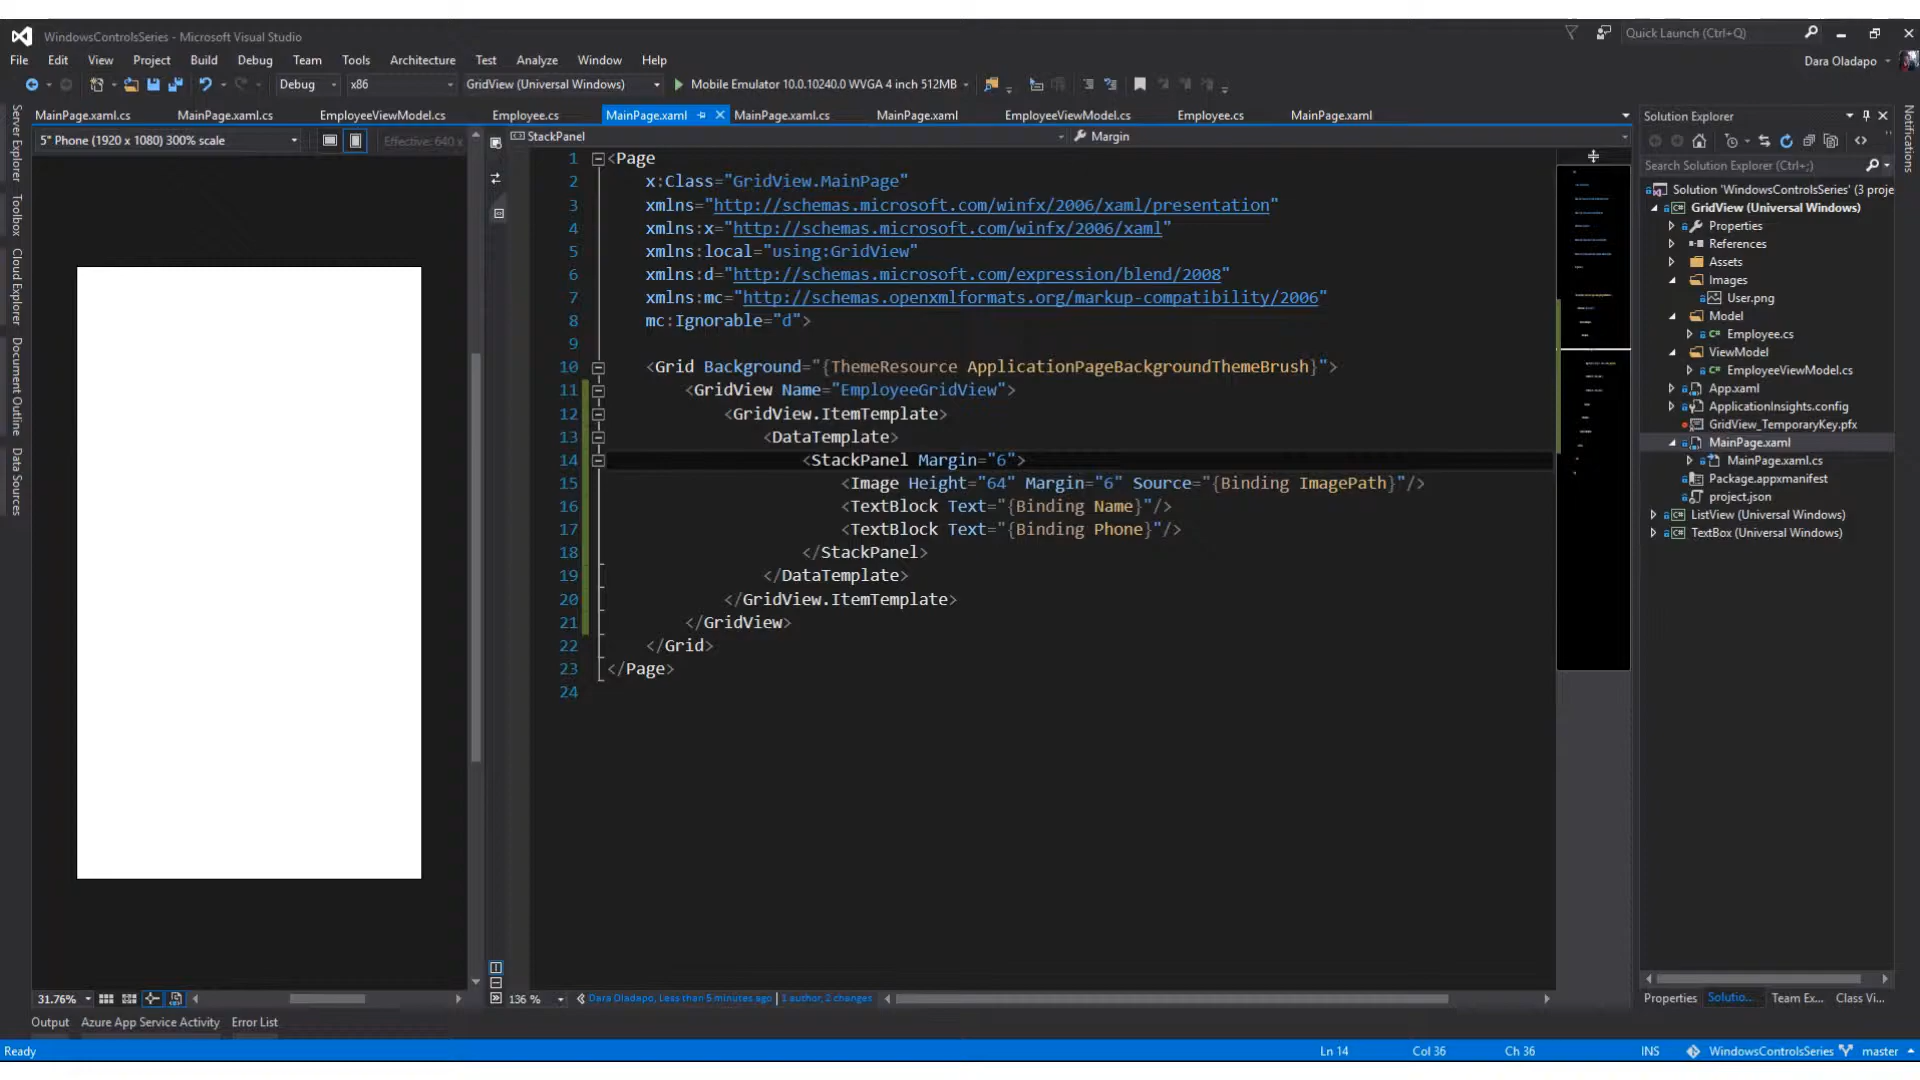 WindowsControlsSeries - Microsoft Visual Studio
Quick Launch (Ctrl+Q)
File Edit View Project Build Debug Team Tools Architecture Test Analyze Window Help
Dara Oladapo
Debug x86 GridView (Universal Windows) Mobile Emulator 10.0.10240.0 WVGA 4 inch 512MB
MainPage.xaml.cs MainPage.xaml.cs EmployeeViewModel.cs Employee.cs MainPage.xaml MainPage.xaml.cs MainPage.xaml EmployeeViewModel.cs Employee.cs MainPage.xaml
5" Phone (1920 x 1080) 300% scale Effective: 640 x
StackPanel Margin
Server Explorer
Toolbox
Cloud Explorer
Document Outline
Data Sources
1 <Page
2 x:Class="GridView.MainPage"
3 xmlns="http://schemas.microsoft.com/winfx/2006/xaml/presentation"
4 xmlns:x="http://schemas.microsoft.com/winfx/2006/xaml"
5 xmlns:local="using:GridView"
6 xmlns:d="http://schemas.microsoft.com/expression/blend/2008"
7 xmlns:mc="http://schemas.openxmlformats.org/markup-compatibility/2006"
8 mc:Ignorable="d">
9
10 <Grid Background="{ThemeResource ApplicationPageBackgroundThemeBrush}">
11 <GridView Name="EmployeeGridView">
12 <GridView.ItemTemplate>
13 <DataTemplate>
14 <StackPanel Margin="6">
15 <Image Height="64" Margin="6" Source="{Binding ImagePath}"/>
16 <TextBlock Text="{Binding Name}"/>
17 <TextBlock Text="{Binding Phone}"/>
18 </StackPanel>
19 </DataTemplate>
20 </GridView.ItemTemplate>
21 </GridView>
22 </Grid>
23 </Page>
24
Solution Explorer
Search Solution Explorer (Ctrl+;)
Solution 'WindowsControlsSeries' (3 proje
GridView (Universal Windows)
Properties
References
Assets
Images
User.png
Model
Employee.cs
ViewModel
EmployeeViewModel.cs
App.xaml
ApplicationInsights.config
GridView_TemporaryKey.pfx
MainPage.xaml
MainPage.xaml.cs
Package.appxmanifest
project.json
ListView (Universal Windows)
TextBox (Universal Windows)
Notifications
31.76%
136 % Dara Oladapo, Less than 5 minutes ago | 1 author, 2 changes
Properties Solutio... Team Ex... Class Vi...
Output Azure App Service Activity Error List
Ready Ln 14 Col 36 Ch 36 INS WindowsControlsSeries master